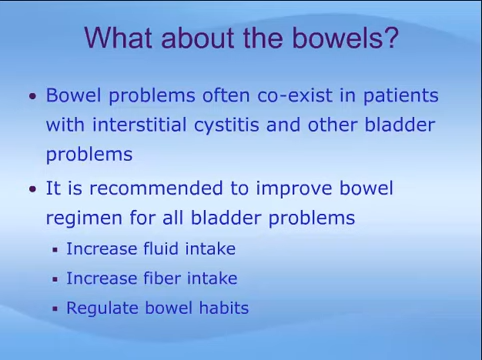 What about the bowels?
• Bowel problems often co-exist in patients
with interstitial cystitis and other bladder
problems
• It is recommended to improve bowel
regimen for all bladder problems
▪ Increase fluid intake
▪ Increase fiber intake
▪ Regulate bowel habits